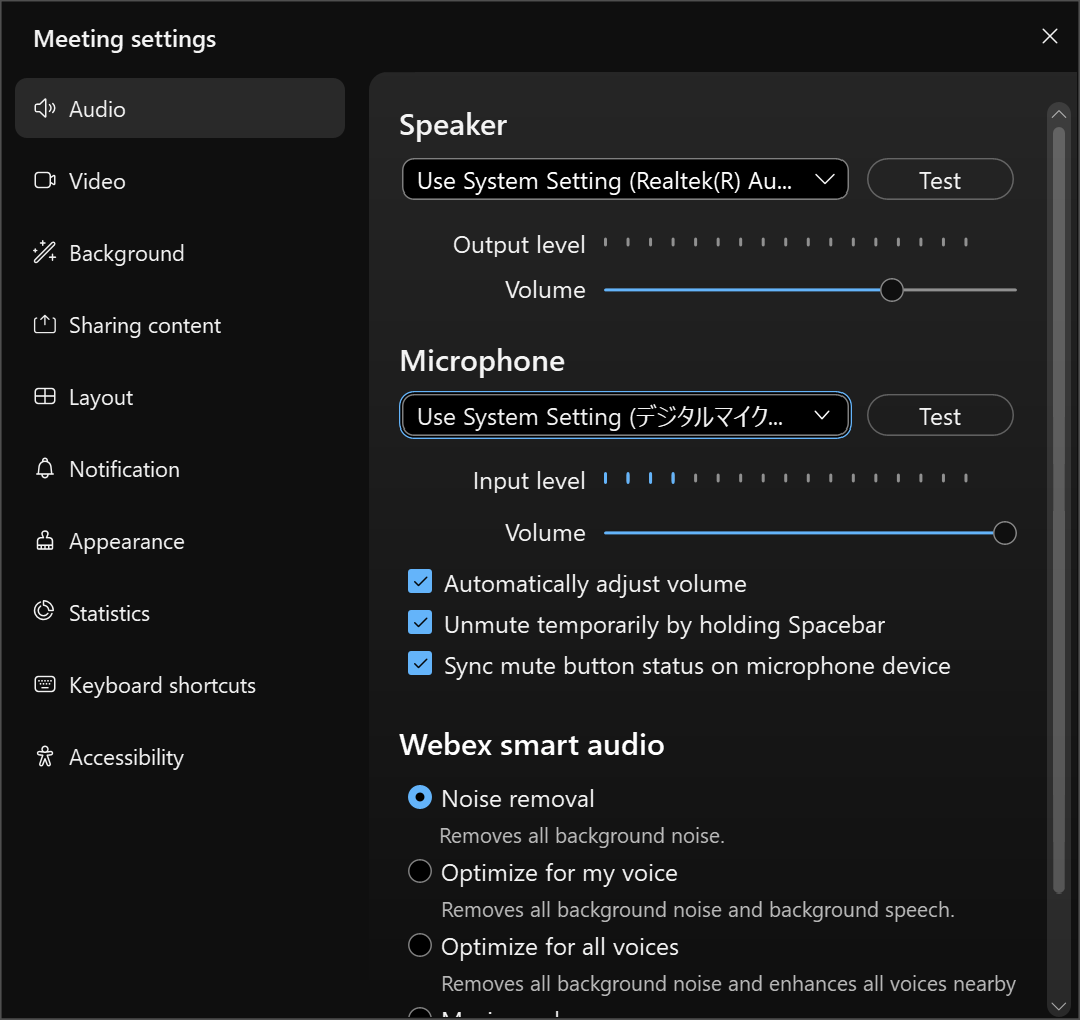 Meeting settings
Audio
Video
Background
Sharing content
Layout
Notification
Appearance
Statistics
Keyboard shortcuts
Accessibility
Speaker
Use System Setting (Realtek(R) Au...
Test
Output level
Volume
Microphone
Use System Setting (デジタルマイク...
Test
Input level
Volume
Automatically adjust volume
Unmute temporarily by holding Spacebar
Sync mute button status on microphone device
Webex smart audio
Noise removal
Removes all background noise.
Optimize for my voice
Removes all background noise and background speech.
Optimize for all voices
Removes all background noise and enhances all voices nearby